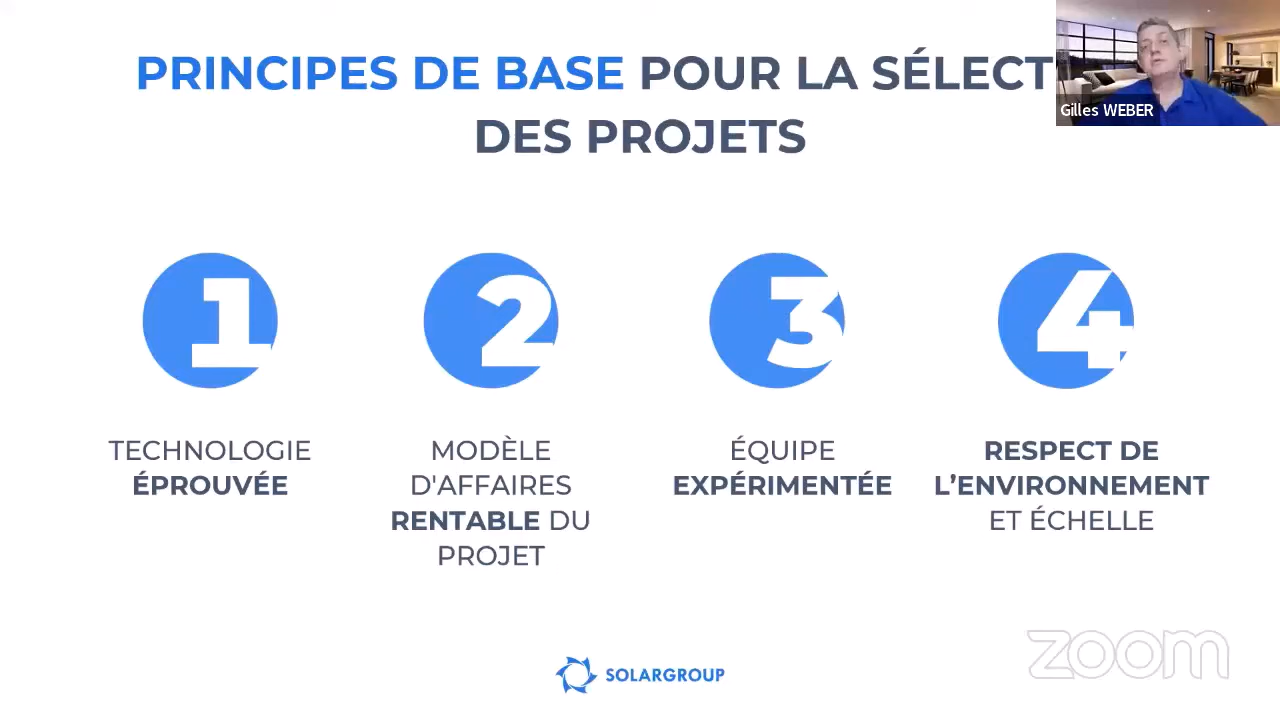 PRINCIPES DE BASE POUR LA SÉLECT
DES PROJETS
Gilles WEBER
1
2
3
4
TECHNOLOGIE
ÉPROUVÉE
MODÈLE
D'AFFAIRES
RENTABLE DU
PROJET
ÉQUIPE
EXPÉRIMENTÉE
RESPECT DE
L’ENVIRONNEMENT
ET ÉCHELLE
SOLARGROUP
zoom